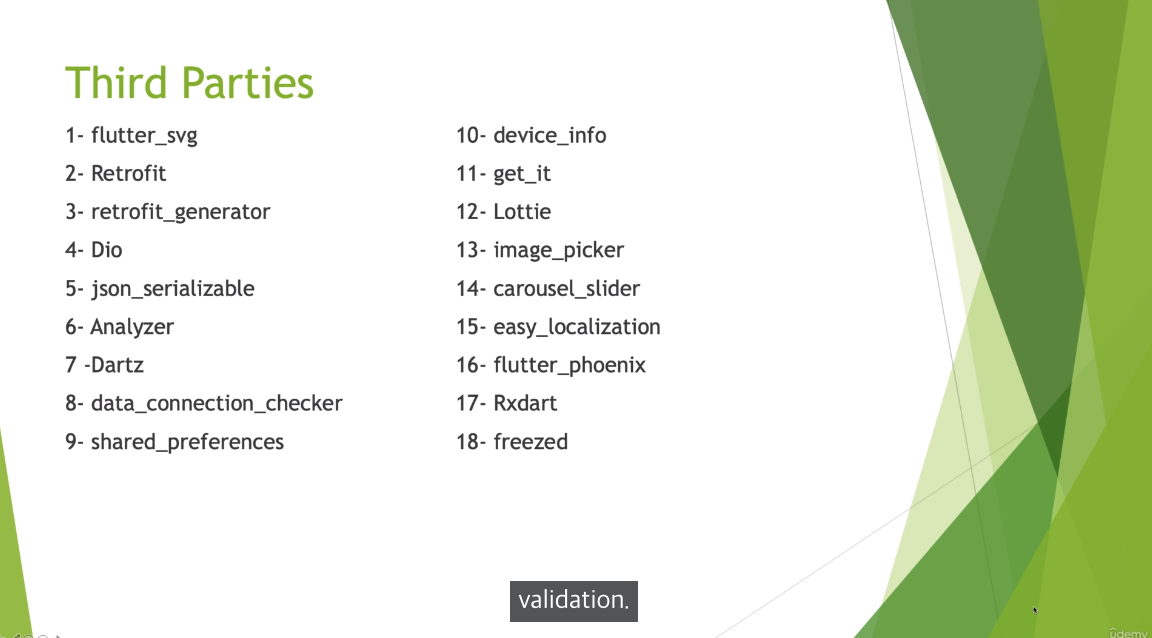 Third Parties
1- flutter_svg
2- Retrofit
3- retrofit_generator
4- Dio
5- json_serializable
6- Analyzer
7 -Dartz
8- data_connection_checker
9- shared_preferences
10- device_info
11- get_it
12- Lottie
13- image_picker
14- carousel_slider
15- easy_localization
16- flutter_phoenix
17- Rxdart
18- freezed
validation.
udemy